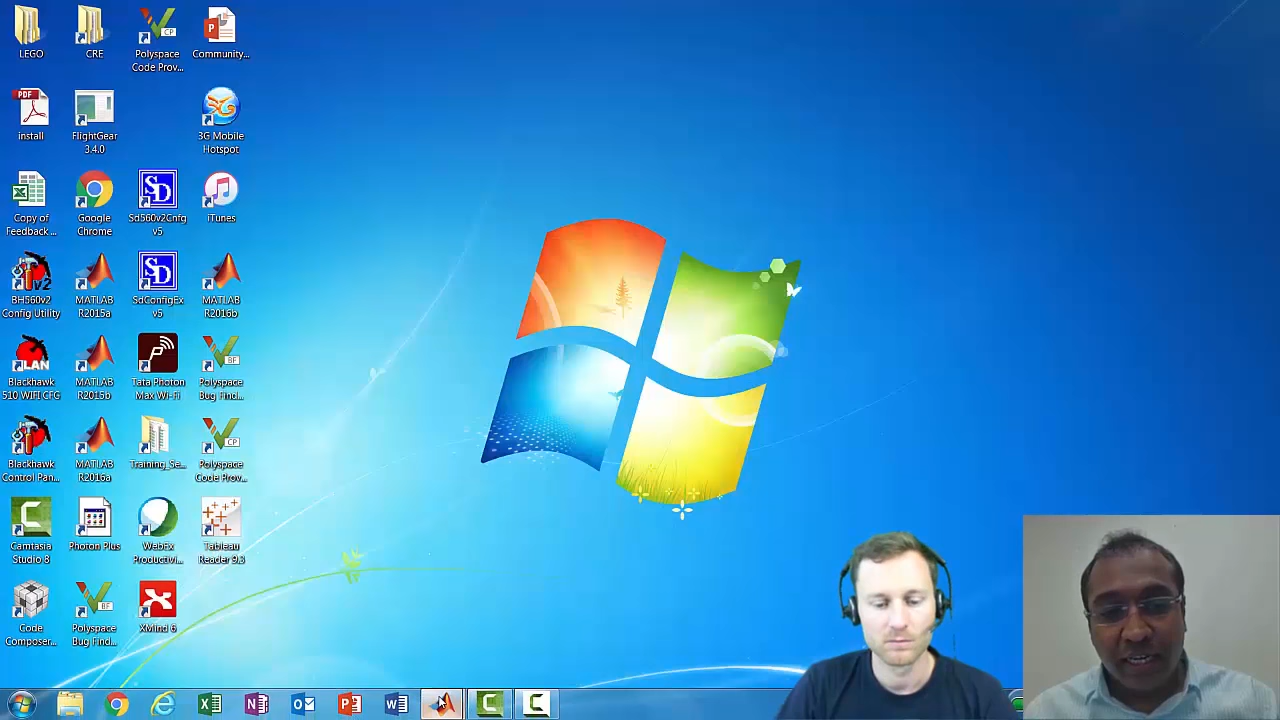 LEGO
CRE
Polyspace
Code Prov...
Community...
install
FlightGear
3.4.0
3G Mobile
Hotspot
Copy of
Feedback ...
Google
Chrome
Sd560v2Cnfg
v5
iTunes
BH560v2
Config Utility
MATLAB
R2015a
SdConfigEx
v5
MATLAB
R2016b
Blackhawk
510 WIFI CFG
MATLAB
R2015b
Tata Photon
Max Wi-Fi
Polyspace
Bug Find...
Blackhawk
Control Pan...
MATLAB
R2016a
Training_Se...
Polyspace
Code Prov...
Camtasia
Studio 8
Photon Plus
WebEx
Productivi...
Tableau
Reader 9.3
Code
Composer...
Polyspace
Bug Find...
XMind 6